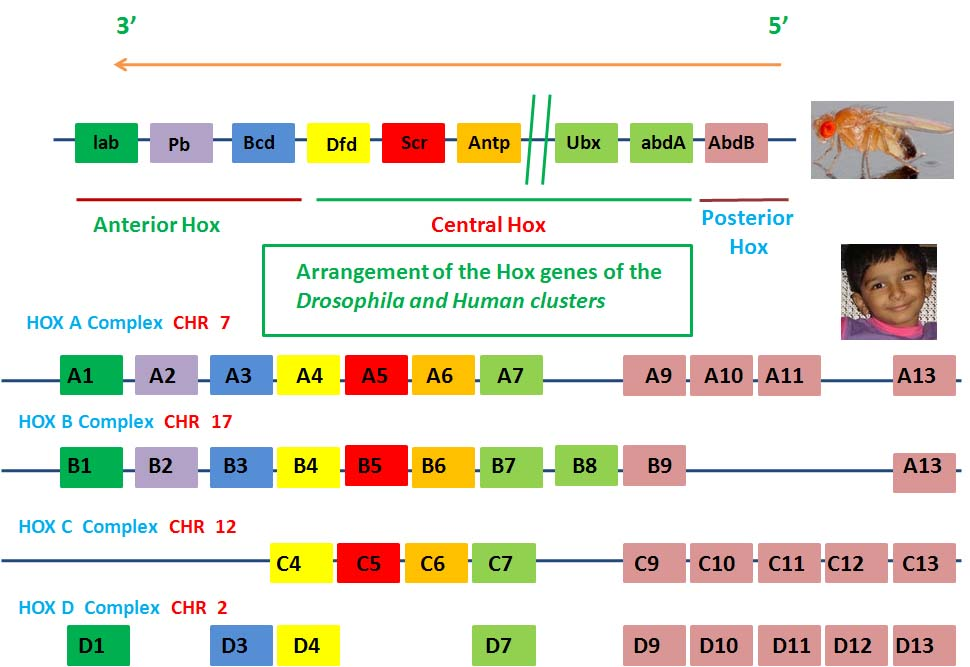 3’ 5’
lab Pb Bcd Dfd Scr Antp Ubx abdA AbdB
Anterior Hox Central Hox Posterior
Hox
Arrangement of the Hox genes of the
Drosophila and Human clusters
HOX A Complex CHR 7
A1 A2 A3 A4 A5 A6 A7 A9 A10 A11 A13
HOX B Complex CHR 17
B1 B2 B3 B4 B5 B6 B7 B8 B9 A13
HOX C Complex CHR 12
C4 C5 C6 C7 C9 C10 C11 C12 C13
HOX D Complex CHR 2
D1 D3 D4 D7 D9 D10 D11 D12 D13